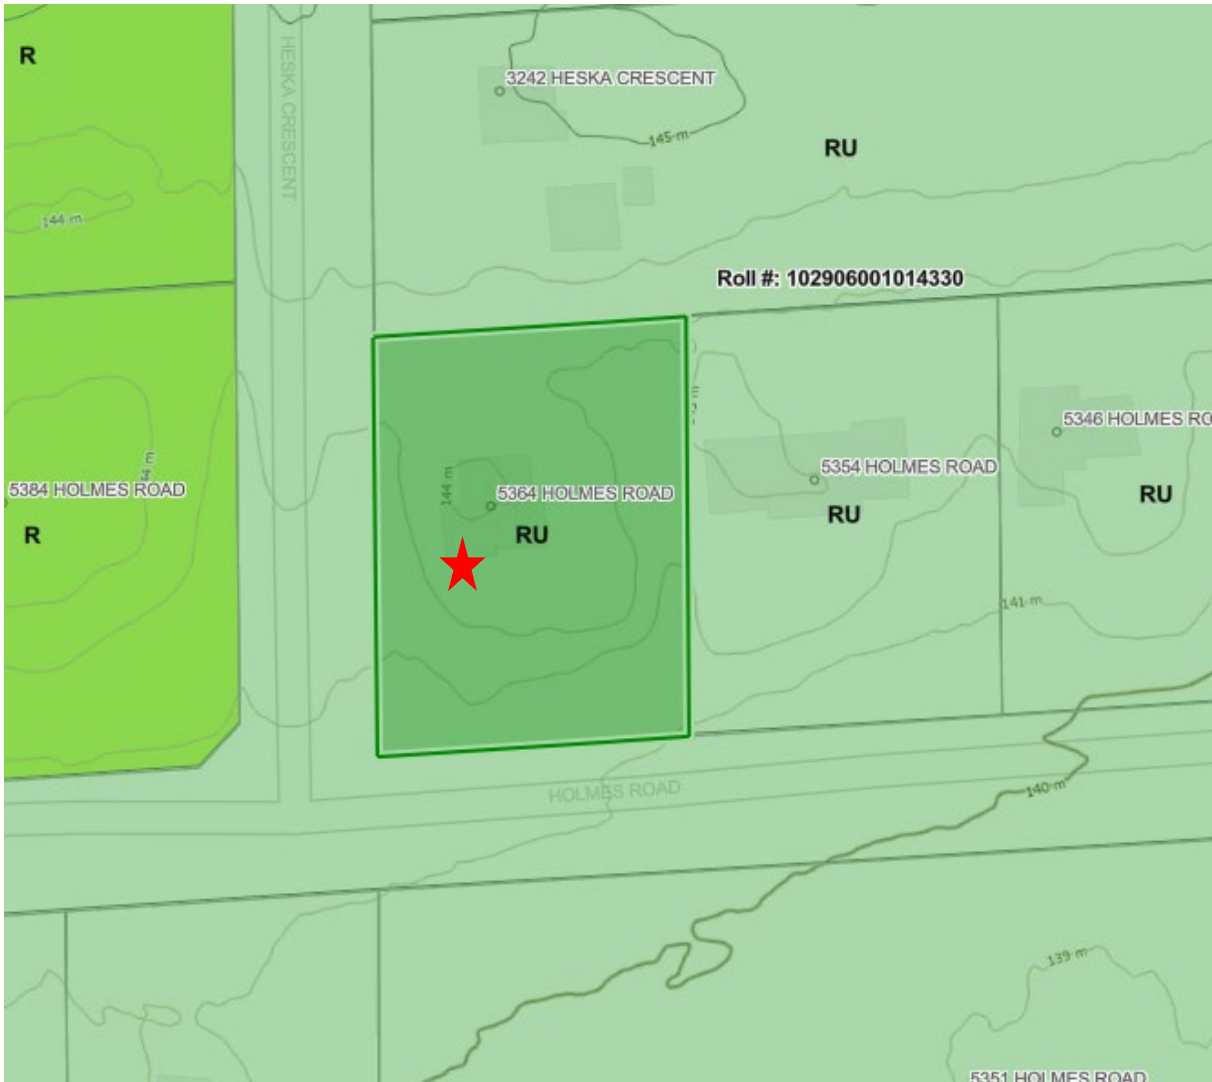 R
HESKA CRESCENT
3242 HESKA CRESCENT
145 m
RU
144 m
Roll #: 102906001014330
5346 HOLMES RO
5354 HOLMES ROAD
144 m
5384 HOLMES ROAD
5364 HOLMES ROAD
RU
RU
R
RU
141 m
HOLMES ROAD
140 m
139 m
5351 HOLMES ROAD